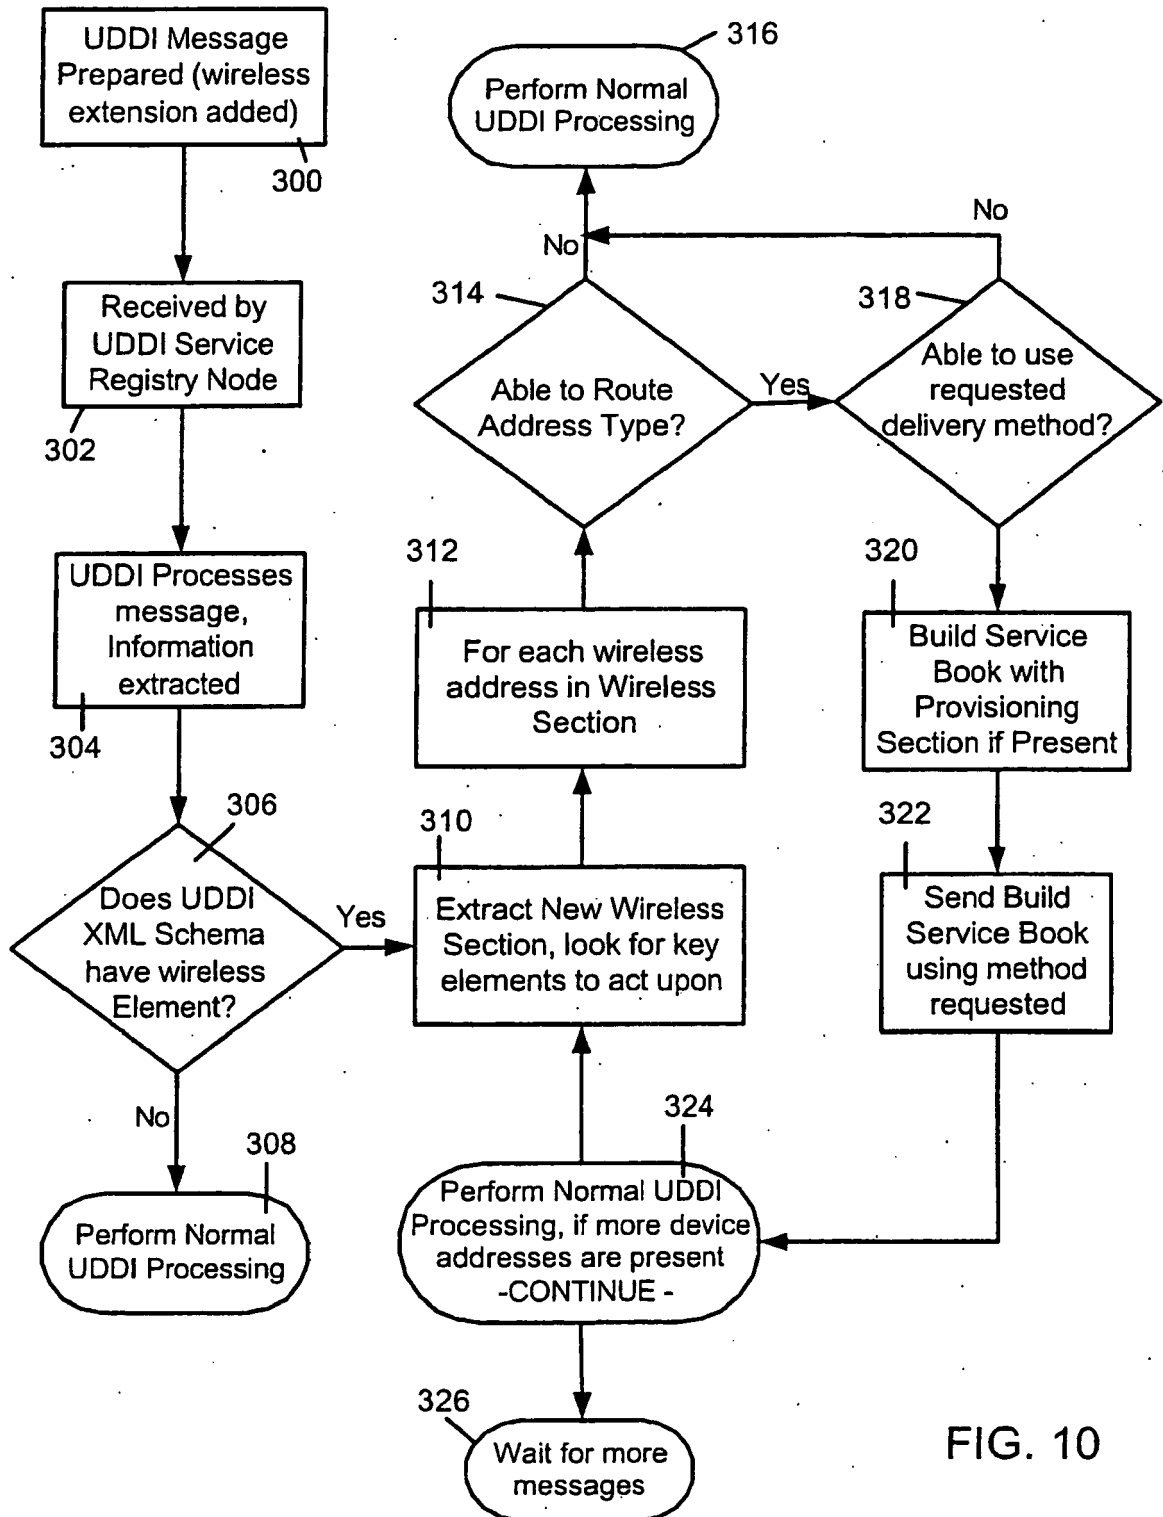 UDDI Message
Prepared (wireless
extension added)
300
Received by
UDDI Service
Registry Node
302
UDDI Processes
message,
Information
extracted
304
306
Does UDDI
XML Schema
have wireless
Element?
Yes
No
308
Perform Normal
UDDI Processing
310
Extract New Wireless
Section, look for key
elements to act upon
312
For each wireless
address in Wireless
Section
314
Able to Route
Address Type?
No
Yes
316
Perform Normal
UDDI Processing
318
Able to use
requested
delivery method?
No
320
Build Service
Book with
Provisioning
Section if Present
322
Send Build
Service Book
using method
requested
324
Perform Normal UDDI
Processing, if more device
addresses are present
-CONTINUE -
326
Wait for more
messages
FIG. 10